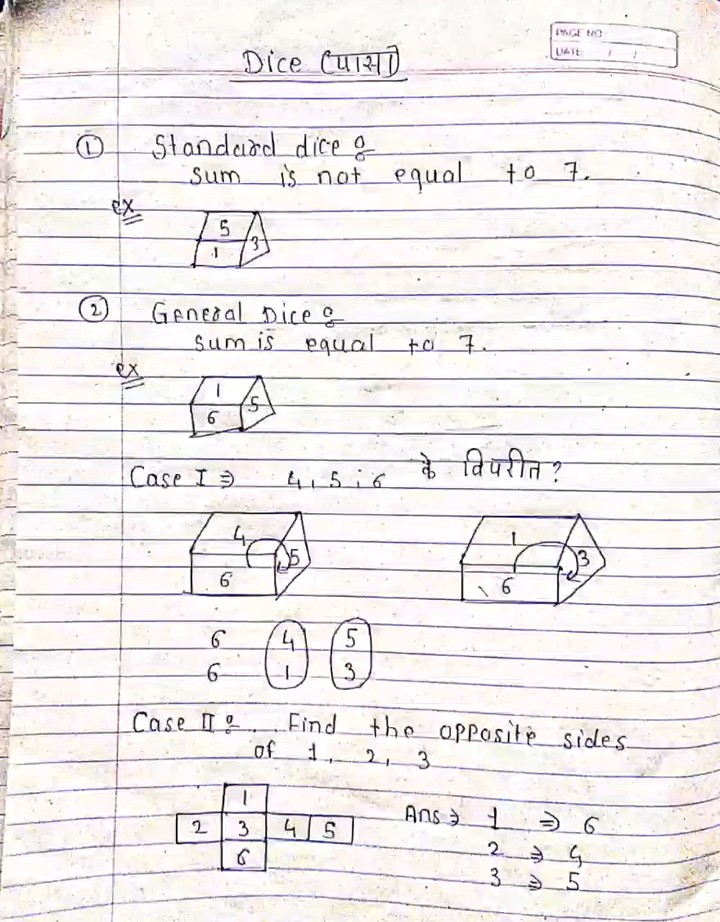 PAGE NO
DATE / /
Dice (पासा)
① Standard dice :
sum is not equal to 7.
ex
5
1 3
② General Dice :
sum is equal to 7.
ex
1
6 5
Case I ⇒ 4, 5, 6 के विपरीत ?
4 1
5 3
6 6
6 4 5
6 1 3
Case II : Find the opposite sides
of 1, 2, 3
1
2 3 4 5
6
Ans ⇒ 1 ⇒ 6
2 ⇒ 4
3 ⇒ 5